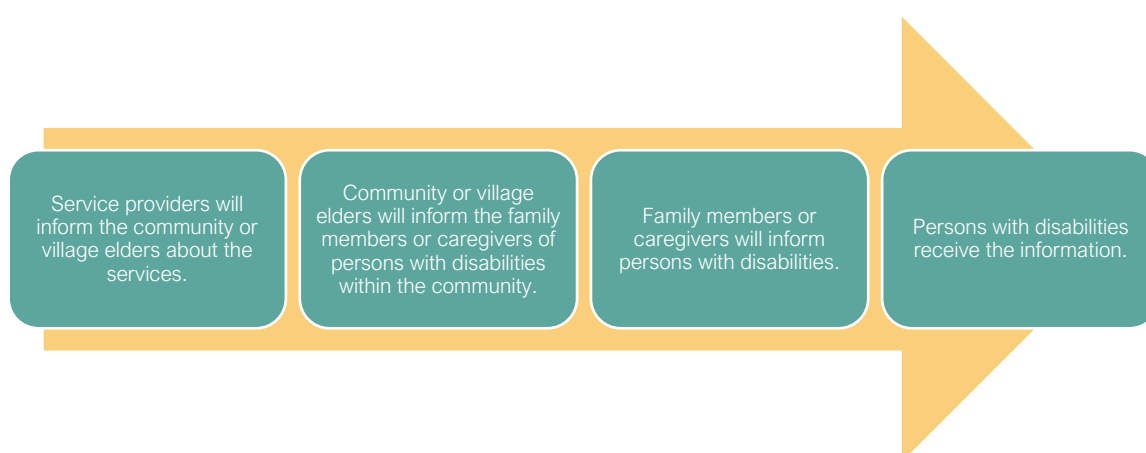 Service providers will
inform the community or
village elders about the
services.
Community or village
elders will inform the family
members or caregivers of
persons with disabilities
within the community.
Family members or
caregivers will inform
persons with disabilities.
Persons with disabilities
receive the information.